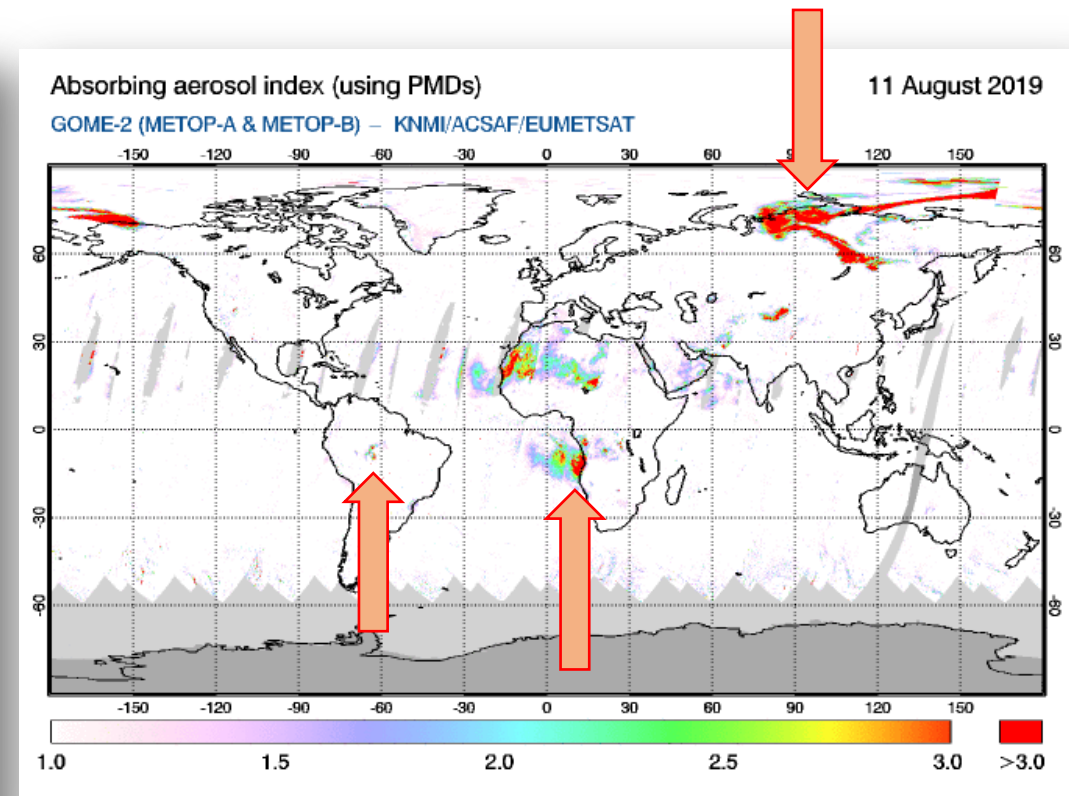 Absorbing aerosol index (using PMDs) 11 August 2019
GOME-2 (METOP-A & METOP-B) – KNMI/ACSAF/EUMETSAT
-150 -120 -90 -60 -30 0 30 60 9 120 150
60 60
30 30
0 0
-30 -30
-60 -60
-150 -120 -90 -60 -30 0 30 60 90 120 150
1.0 1.5 2.0 2.5 3.0 >3.0